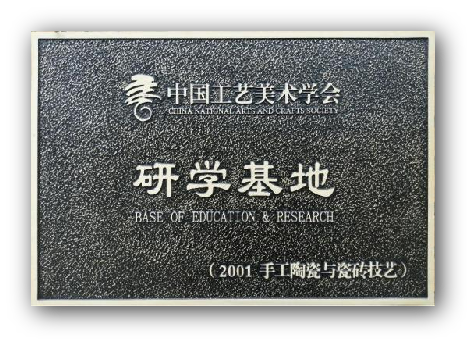 中国工艺美术学会
CHINA NATIONAL ARTS AND CRAFTS SOCIETY
研学基地
BASE OF EDUCATION & RESEARCH
（2001 手工陶瓷与瓷砖技艺）